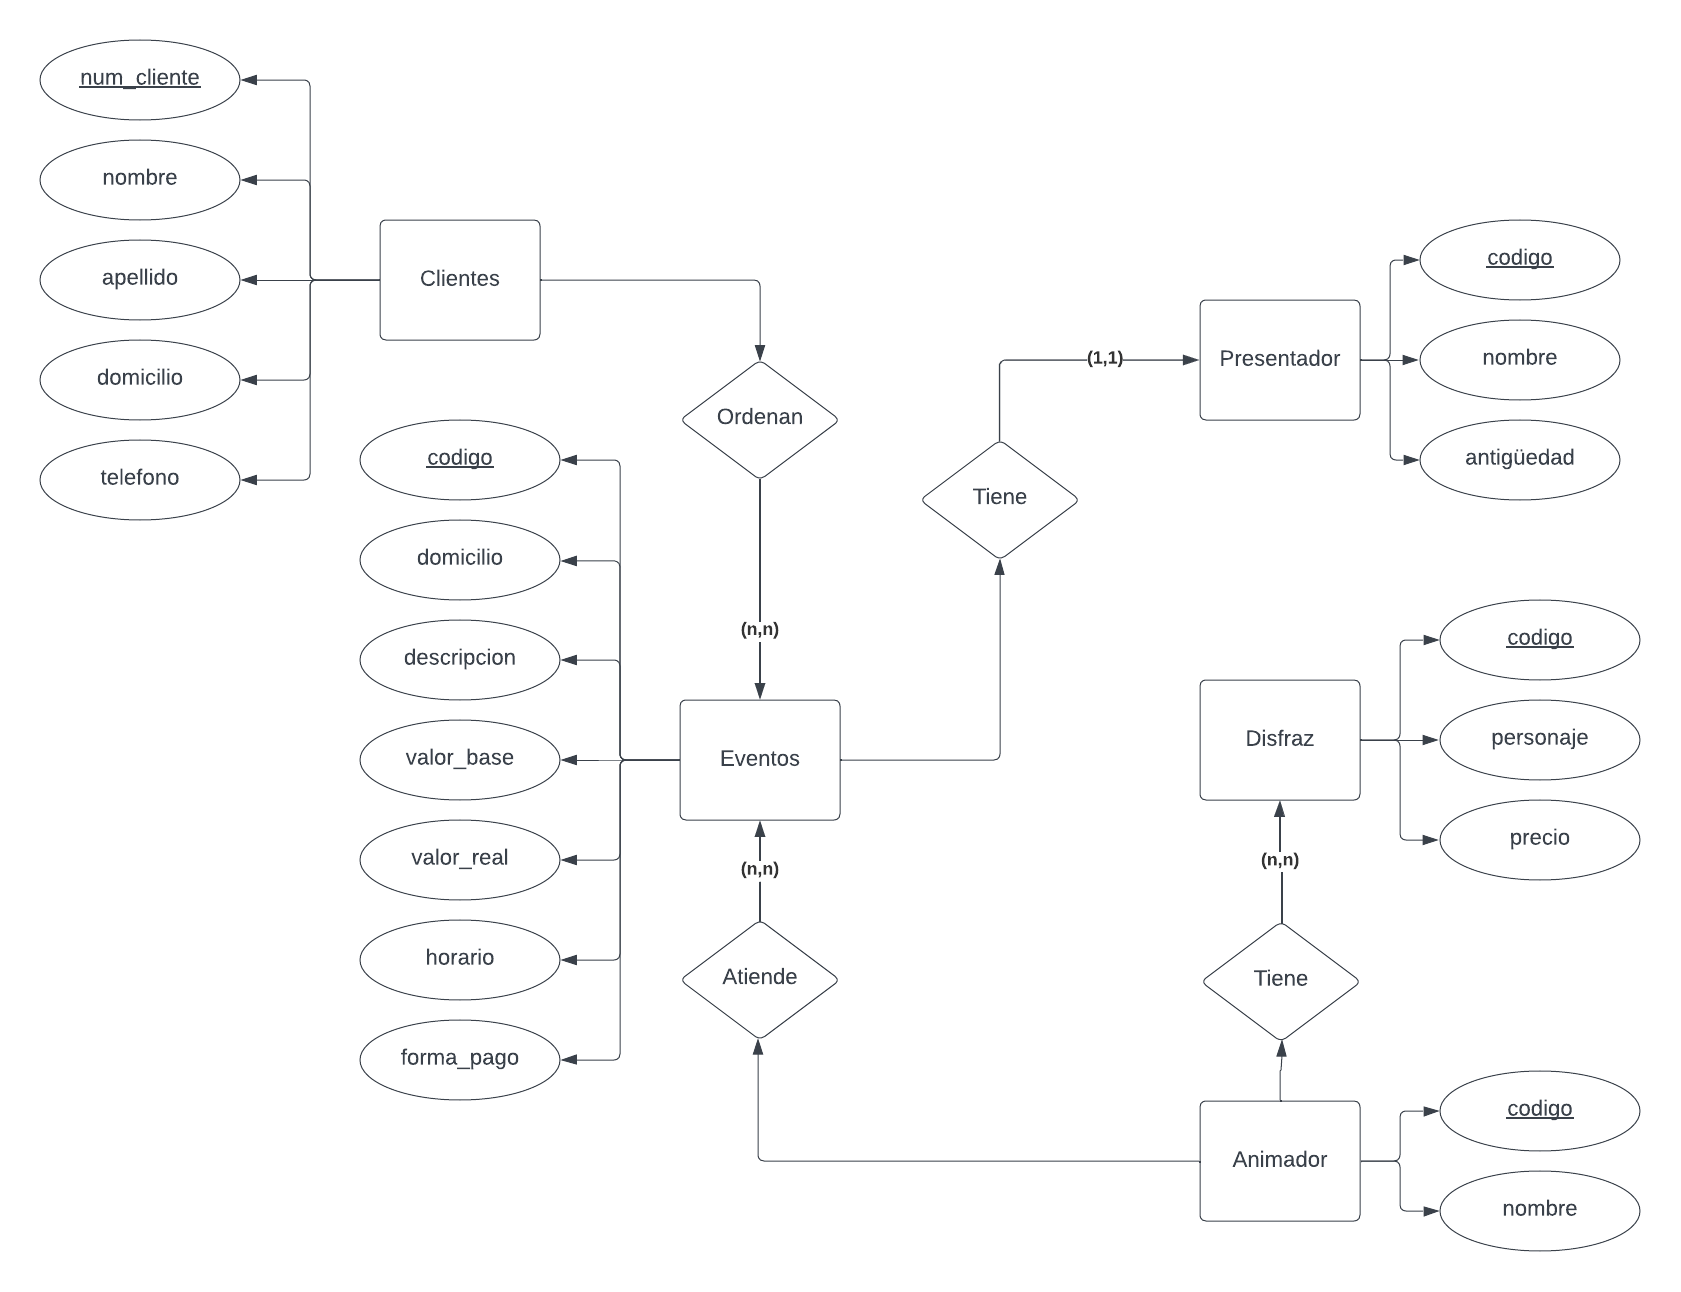 num_cliente
nombre
apellido
domicilio
telefono
Clientes
Ordenan
(n,n)
codigo
domicilio
descripcion
valor_base
valor_real
horario
forma_pago
Eventos
(n,n)
Atiende
Tiene
(1,1)
Presentador
codigo
nombre
antigüedad
Disfraz
codigo
personaje
precio
(n,n)
Tiene
Animador
codigo
nombre